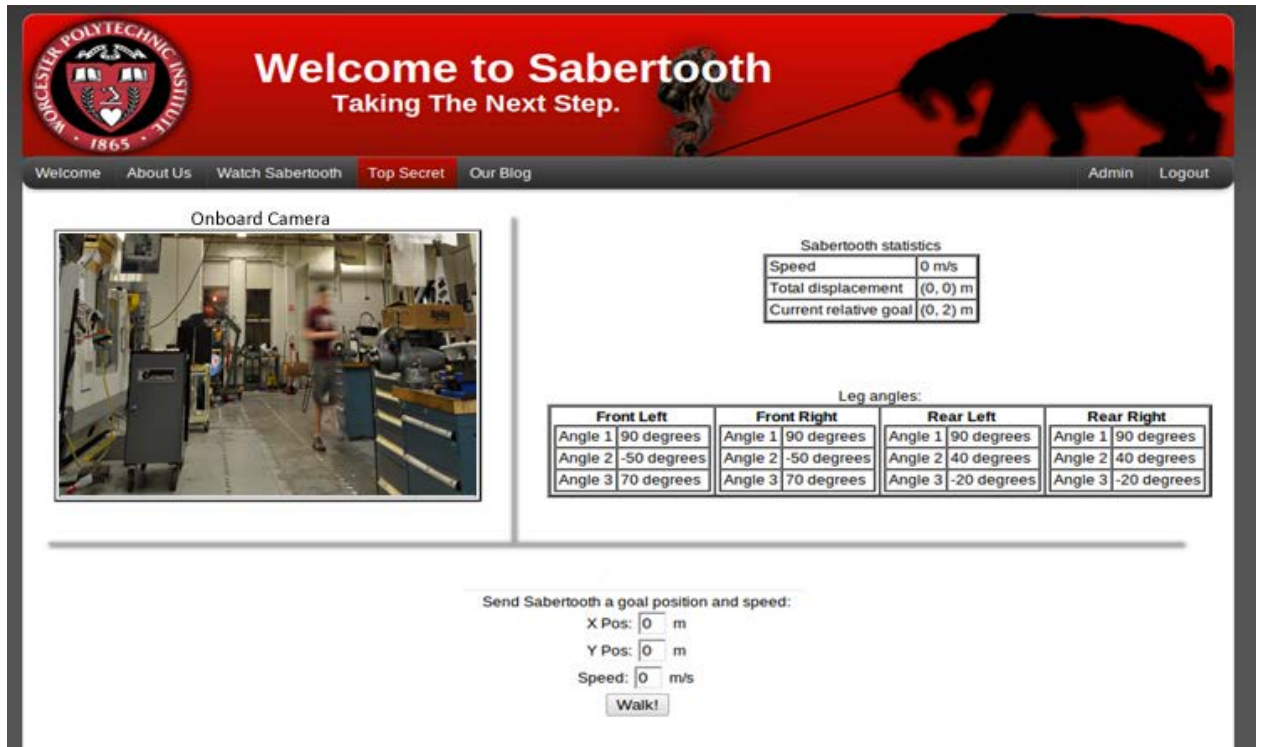 WORCESTER POLYTECHNIC INSTITUTE
1865
Welcome to Sabertooth
Taking The Next Step.
Welcome About Us Watch Sabertooth Top Secret Our Blog Admin Logout
Onboard Camera
Sabertooth statistics
Speed 0 m/s
Total displacement (0, 0) m
Current relative goal (0, 2) m
Leg angles:
Front Left Front Right Rear Left Rear Right
Angle 1 90 degrees Angle 1 90 degrees Angle 1 90 degrees Angle 1 90 degrees
Angle 2 -50 degrees Angle 2 -50 degrees Angle 2 40 degrees Angle 2 40 degrees
Angle 3 70 degrees Angle 3 70 degrees Angle 3 -20 degrees Angle 3 -20 degrees
Send Sabertooth a goal position and speed:
X Pos: 0 m
Y Pos: 0 m
Speed: 0 m/s
Walk!